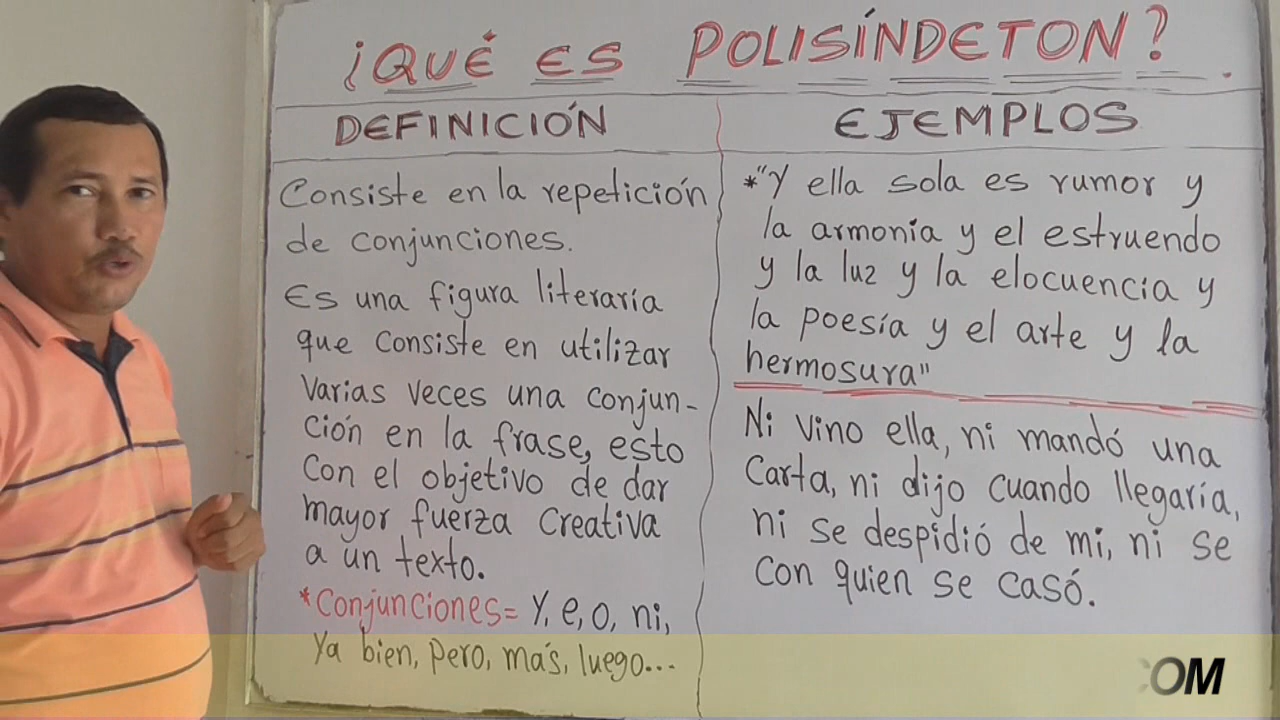 ¿QUÉ ES POLISÍNDETON?.
DEFINICIÓN
Consiste en la repetición
de conjunciones.
Es una figura literaria
que consiste en utilizar
varias veces una conjun-
ción en la frase, esto
con el objetivo de dar
mayor fuerza creativa
a un texto.
*Conjunciones= Y, e, o, ni,
Ya bien, pero, más, luego...
EJEMPLOS
*"Y ella sola es rumor y
la armonía y el estruendo
y la luz y la elocuencia y
la poesía y el arte y la
hermosura"
Ni vino ella, ni mandó una
Carta, ni dijo cuando llegaría,
ni se despidió de mi, ni se
con quien se casó.
OM